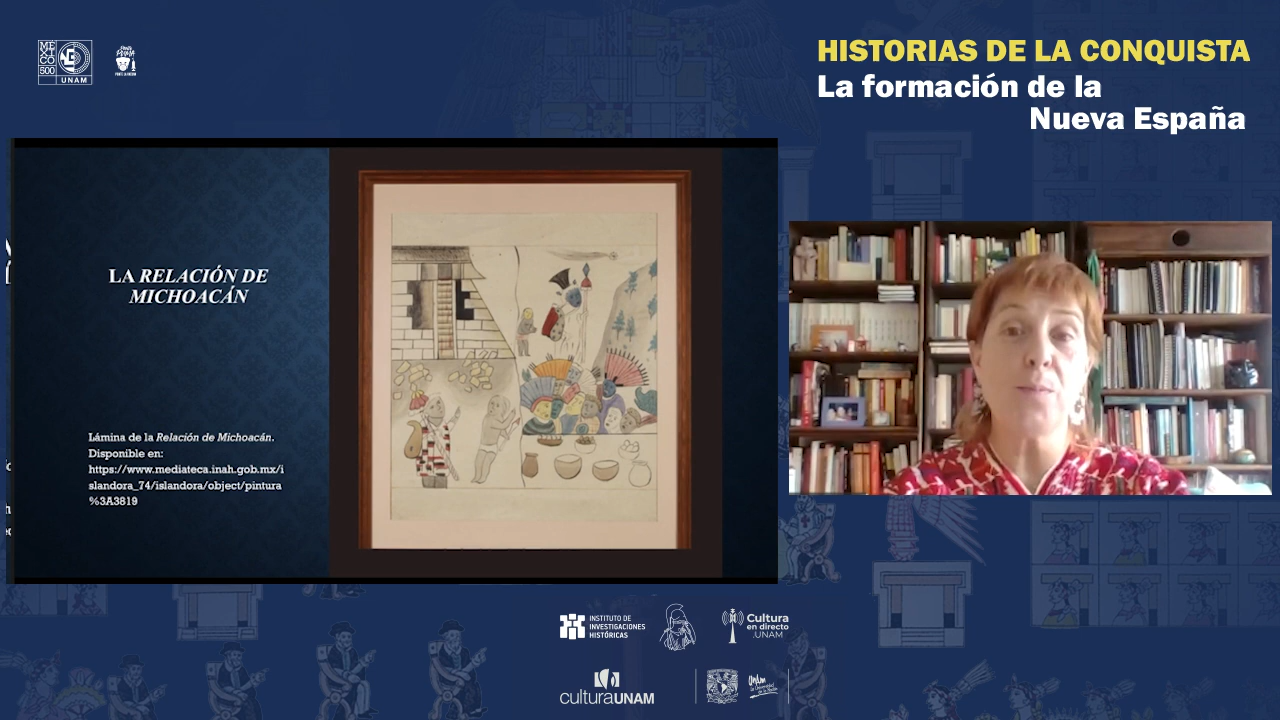 MÉXICO
500
UNAM
HISTORIAS DE LA CONQUISTA
La formación de la
Nueva España
LA RELACIÓN DE
MICHOACÁN
Lámina de la Relación de Michoacán.
Disponible en:
https://www.mediateca.inah.gob.mx/i
slandora_74/islandora/object/pintura
%3A3819
INSTITUTO DE
INVESTIGACIONES
HISTÓRICAS
Cultura
en directo
.UNAM
culturaUNAM